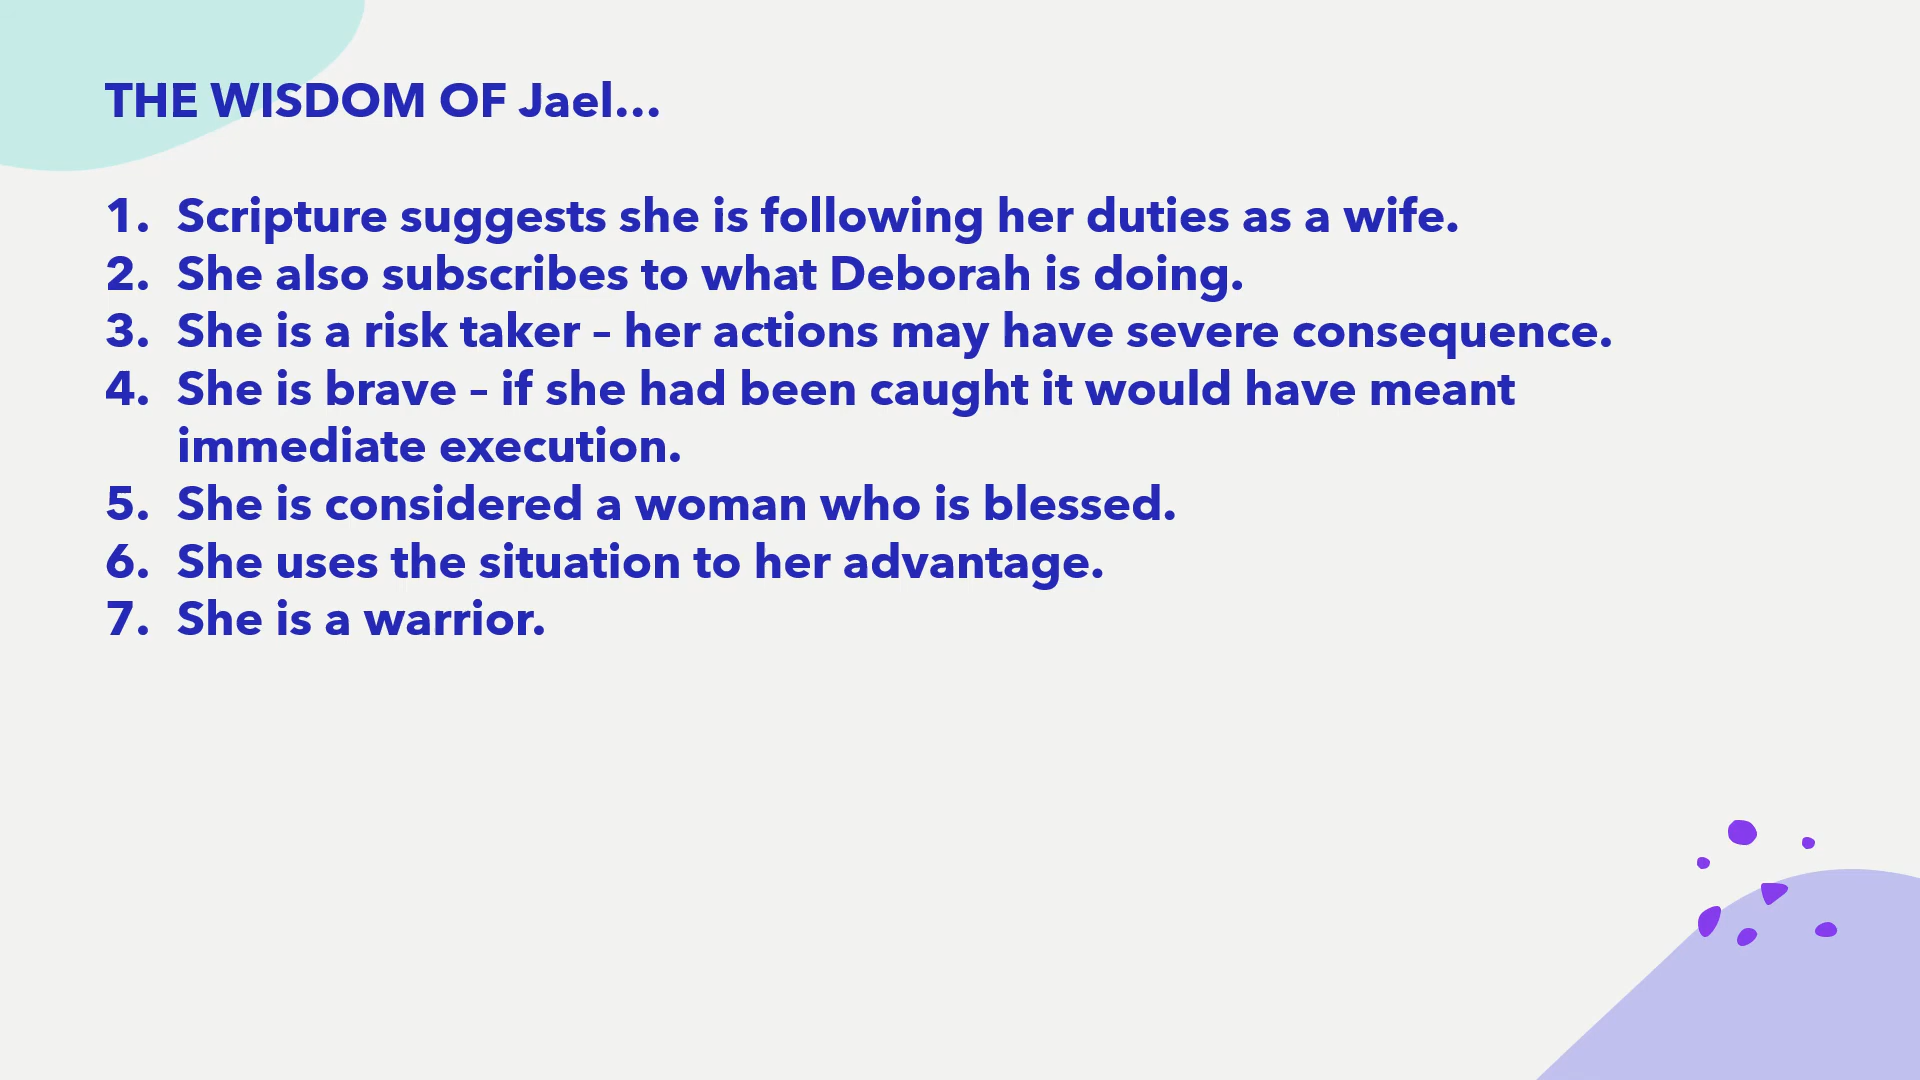 THE WISDOM OF Jael...
1. Scripture suggests she is following her duties as a wife.
2. She also subscribes to what Deborah is doing.
3. She is a risk taker – her actions may have severe consequence.
4. She is brave – if she had been caught it would have meant
immediate execution.
5. She is considered a woman who is blessed.
6. She uses the situation to her advantage.
7. She is a warrior.